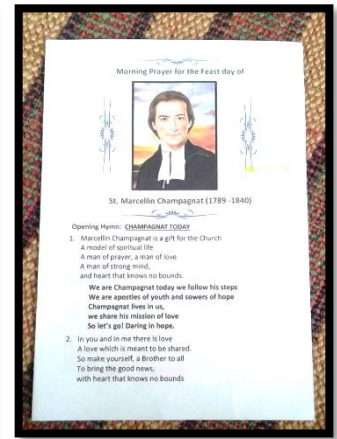 Morning Prayer for the Feast day of
St. Marcellin Champagnat (1789 -1840)
Opening Hymn: CHAMPAGNAT TODAY
1. Marcellin Champagnat is a gift for the Church
A model of spiritual life
A man of prayer, a man of love.
A man of strong mind,
and heart that knows no bounds.
We are Champagnat today we follow his steps
We are apostles of youth and sowers of hope
Champagnat lives in us,
we share his mission of love
So let's go! Daring in hope.
2. In you and in me there is love
A love which is meant to be shared.
So make yourself, a Brother to all
To bring the good news,
with heart that knows no bounds